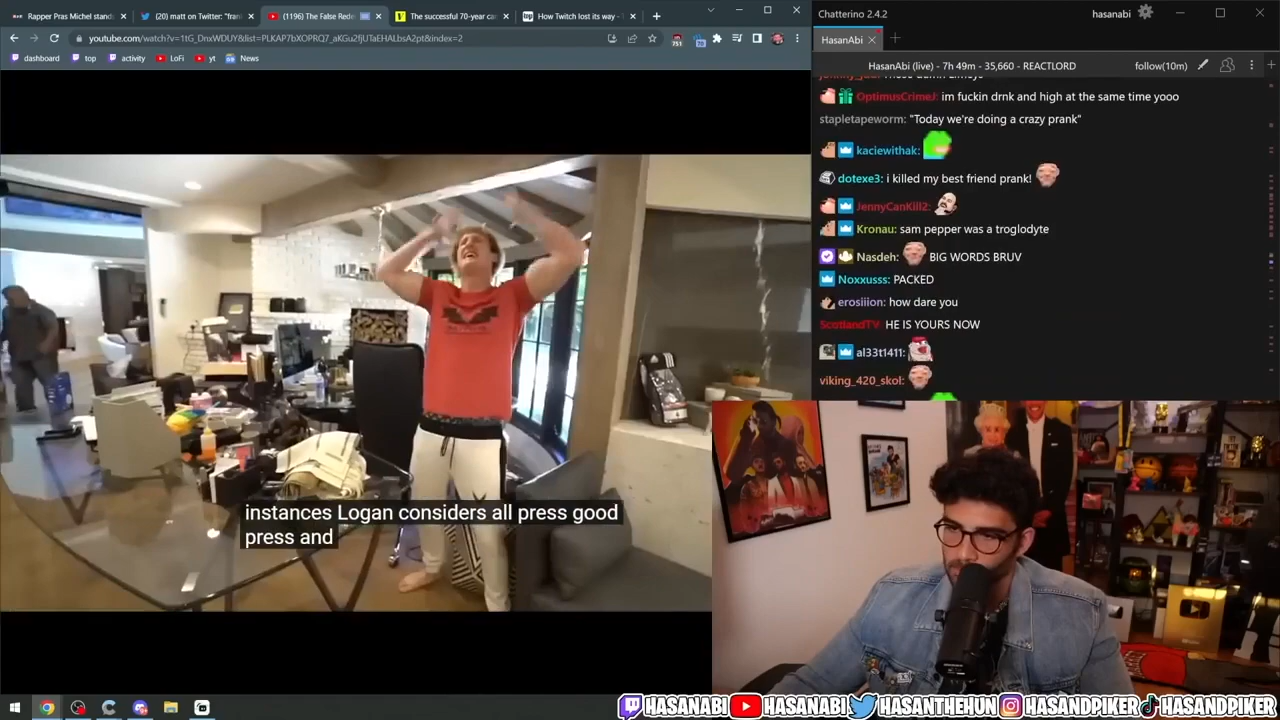 Rapper Pras Michel stand
(20) matt on Twitter: "fran
(1196) The False Rede
The successful 70-year ca
How Twitch lost its way -
youtube.com/watch?v=1tG_DnxWDUY&list=PLKAP7bXOPRQ7_aKGu2fjUTaEHALbsA2pt&index=2
dashboard
top
activity
LoFi
yt
News
instances Logan considers all press good
press and
Chatterino 2.4.2
hasanabi
HasanAbi
HasanAbi (live) - 7h 49m - 35,660 - REACTLORD
follow(10m)
OptimusCrimeJ: im fuckin drnk and high at the same time yooo
stapletapeworm: "Today we're doing a crazy prank"
kaciewithak:
dotexe3: i killed my best friend prank!
JennyCanKill2:
Kronau: sam pepper was a troglodyte
Nasdeh: BIG WORDS BRUV
Noxxusss: PACKED
erosiiion: how dare you
ScotlandTV HE IS YOURS NOW
al33t1411:
viking_420_skol:
HASANABI
HASANABI
HASANTHEHUN
HASANDPIKER
HASANDPIKER